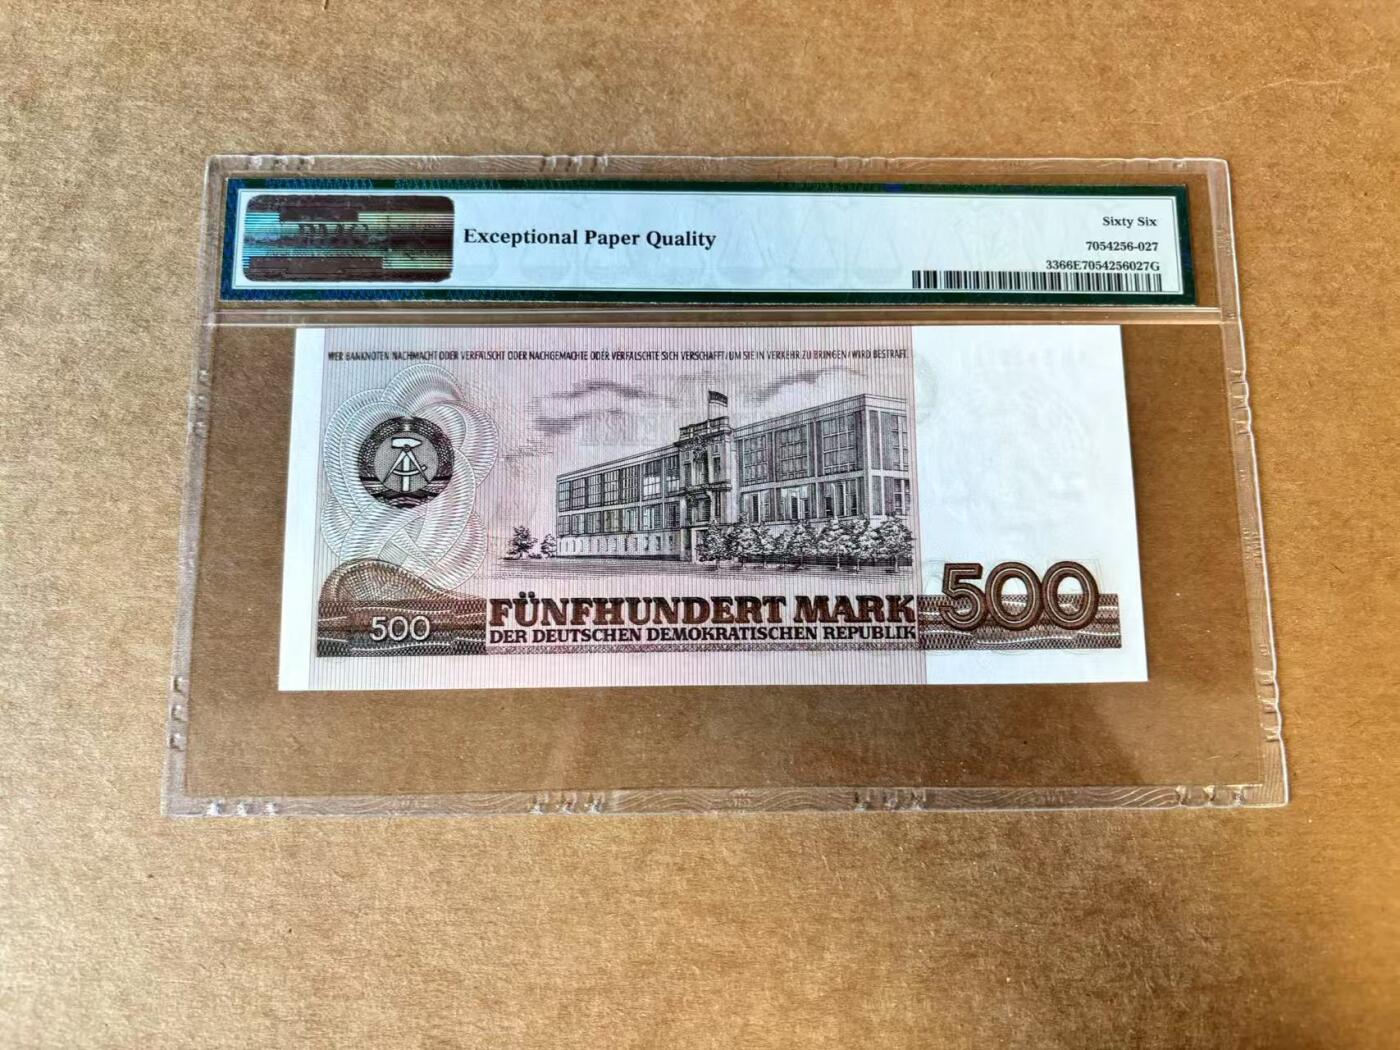 Exceptional Paper Quality
Sixty Six
7054256-027
3366E7054256027G
WER BANKNOTEN NACHMACHT ODER VERFÄLSCHT ODER NACHGEMACHTE ODER VERFÄLSCHTE SICH VERSCHAFFT/UM SIE IN VERKEHR ZU BRINGEN/WIRD BESTRAFT.
500
FÜNFHUNDERT MARK
DER DEUTSCHEN DEMOKRATISCHEN REPUBLIK
500